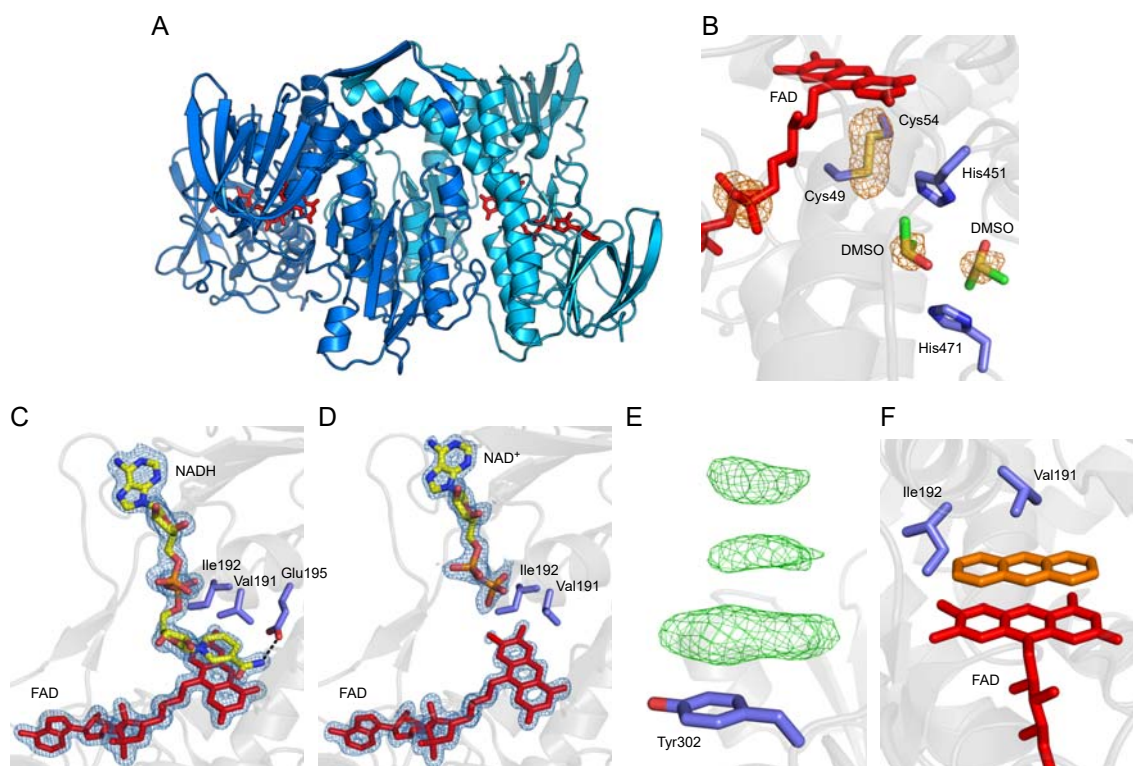 A
B
FAD
Cys54
Cys49
His451
DMSO
DMSO
His471
C
D
E
F
NADH
Ile192
Val191
Glu195
FAD
NAD⁺
Ile192
Val191
FAD
Tyr302
Val191
Ile192
FAD